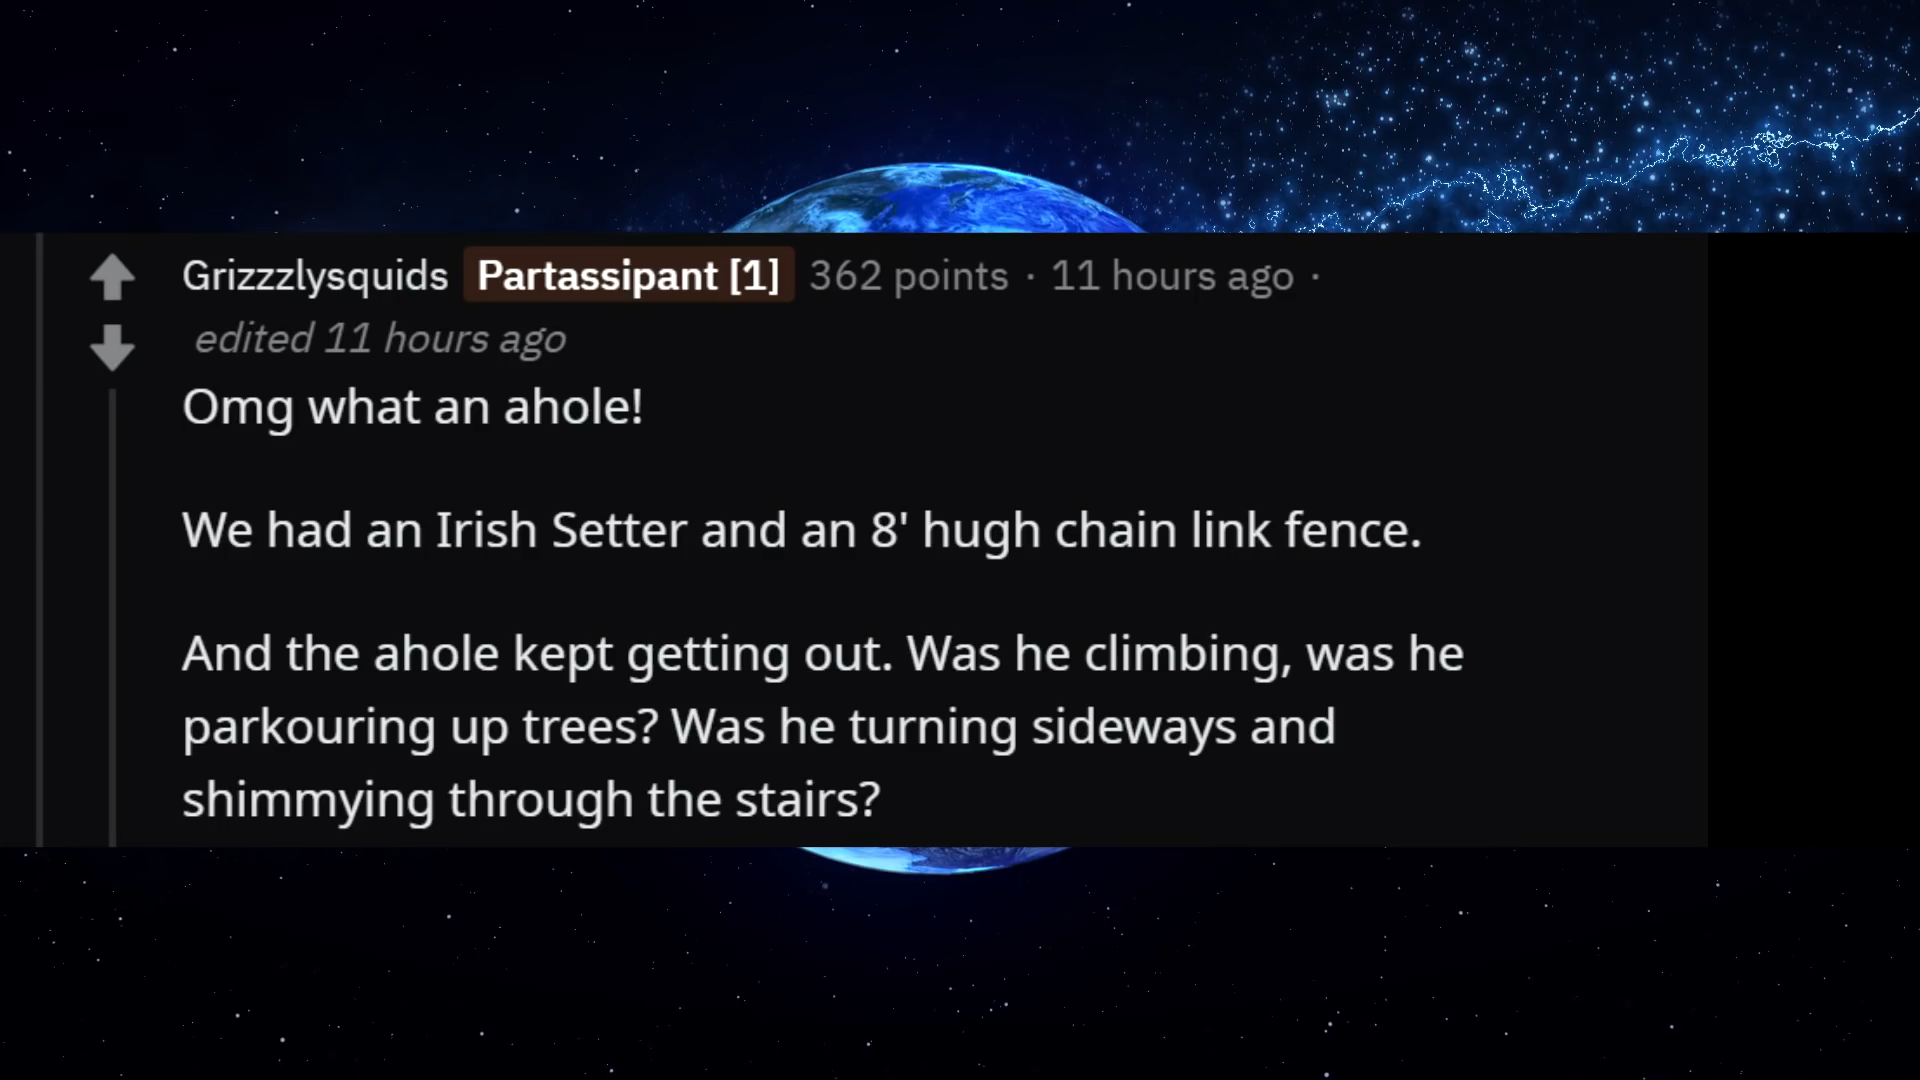 Grizzzlysquids Partassipant [1] 362 points · 11 hours ago ·
edited 11 hours ago
Omg what an ahole!
We had an Irish Setter and an 8' hugh chain link fence.
And the ahole kept getting out. Was he climbing, was he
parkouring up trees? Was he turning sideways and
shimmying through the stairs?